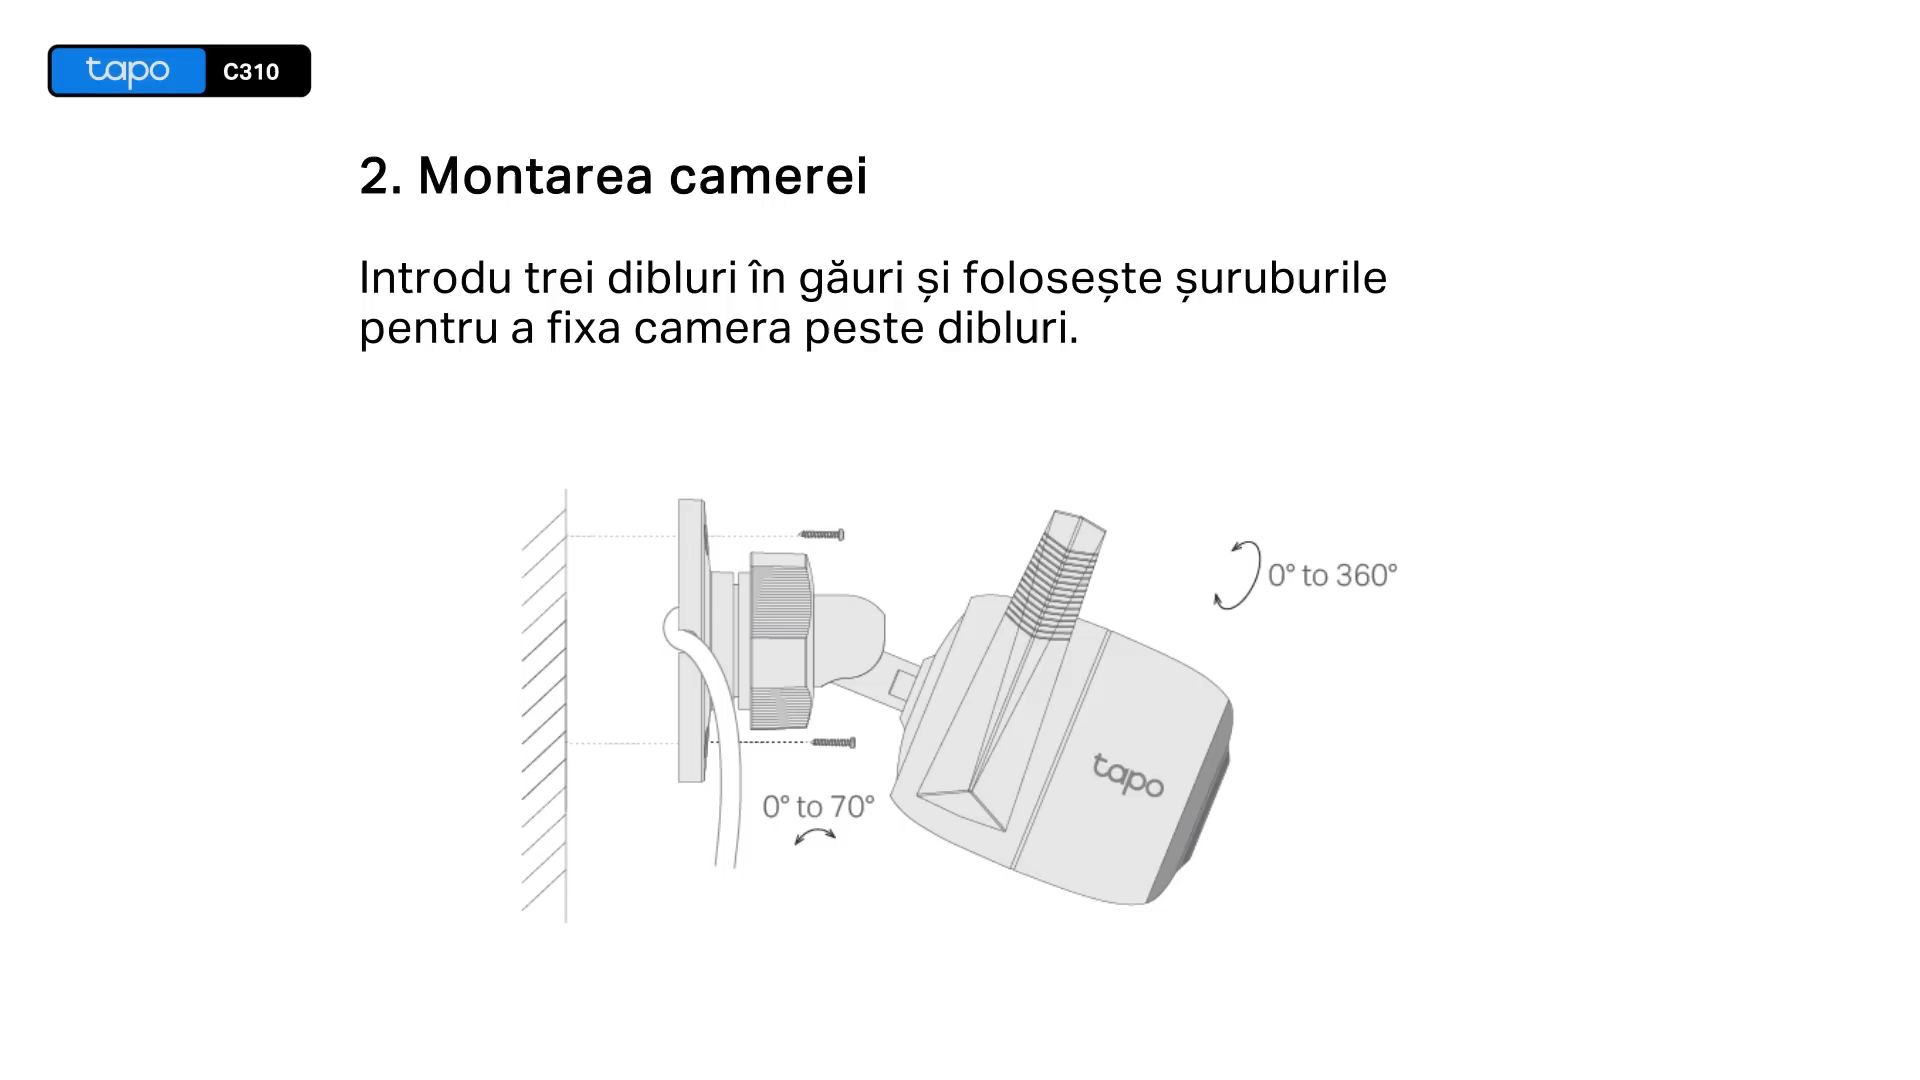 tapo C310
2. Montarea camerei
Introdu trei dibluri în găuri și folosește șuruburile
pentru a fixa camera peste dibluri.
0° to 360°
tapo
0° to 70°